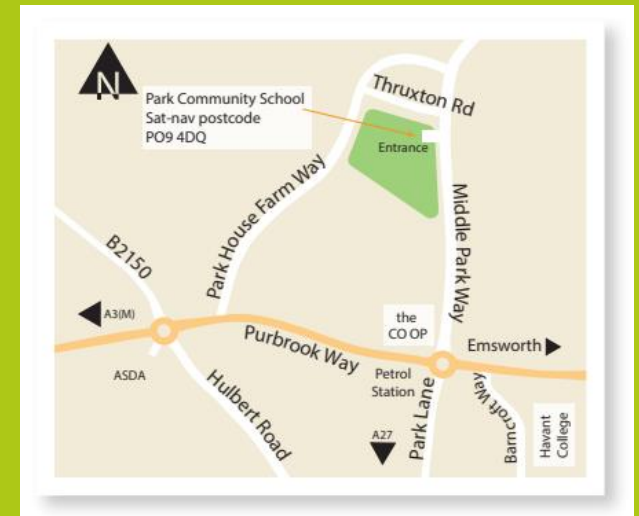 N
Park Community School
Sat-nav postcode
PO9 4DQ
Thruxton Rd
Entrance
Park House Farm Way
Middle Park Way
B2150
A3(M)
the
CO OP
Purbrook Way
Emsworth
ASDA
Petrol
Station
Hulbert Road
A27
Park Lane
Barncroft Way
Havant
College